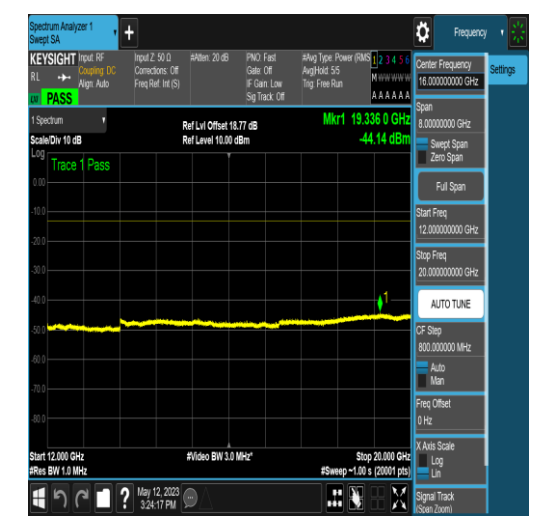 Spectrum Analyzer 1
Swept SA
Frequency
KEYSIGHT
RL
PASS
Input: RF
Coupling: DC
Align: Auto
Input Z: 50 Ω
Corrections: Off
Freq Ref: Int (S)
#Atten: 20 dB
PNO: Fast
Gate: Off
IF Gain: Low
Sig Track: Off
#Avg Type: Power (RMS
Avg|Hold: 5/5
Trig: Free Run
1 2 3 4 5 6
M W W W W W
A A A A A A
1 Spectrum
Scale/Div 10 dB
Ref Lvl Offset 18.77 dB
Ref Level 10.00 dBm
Mkr1 19.336 0 GHz
-44.14 dBm
Log
Trace 1 Pass
0.00
-10.0
-20.0
-30.0
-40.0
-50.0
-60.0
-70.0
-80.0
1
Start 12.000 GHz
#Res BW 1.0 MHz
#Video BW 3.0 MHz*
Stop 20.000 GHz
#Sweep ~1.00 s (20001 pts)
May 12, 2023
3:24:17 PM
Center Frequency
16.000000000 GHz
Settings
Span
8.00000000 GHz
Swept Span
Zero Span
Full Span
Start Freq
12.000000000 GHz
Stop Freq
20.000000000 GHz
AUTO TUNE
CF Step
800.000000 MHz
Auto
Man
Freq Offset
0 Hz
X Axis Scale
Log
Lin
Signal Track
(Span Zoom)